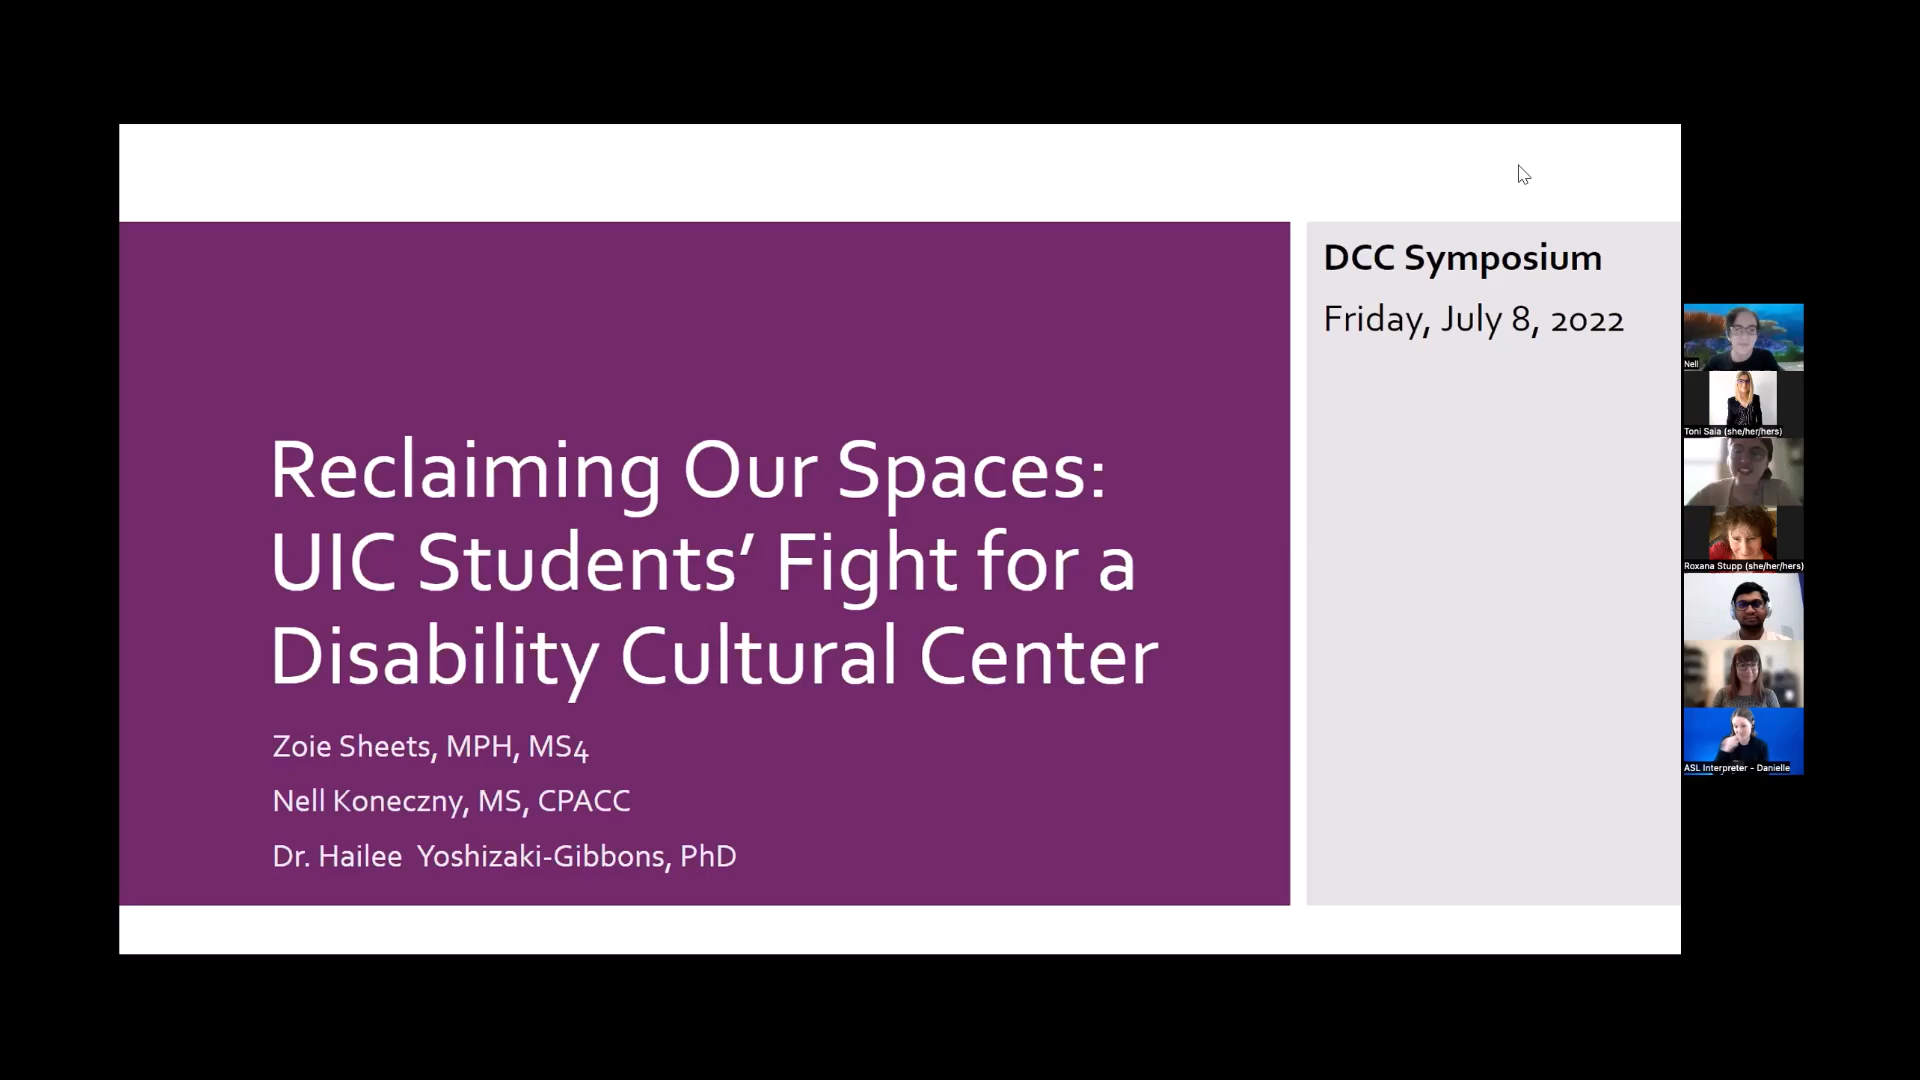 Reclaiming Our Spaces:
UIC Students’ Fight for a
Disability Cultural Center
Zoie Sheets, MPH, MS4
Nell Koneczny, MS, CPACC
Dr. Hailee  Yoshizaki-Gibbons, PhD
DCC Symposium
Friday, July 8, 2022
Nell
Toni Saia (she/her/hers)
Roxana Stupp (she/her/hers)
ASL Interpreter - Danielle